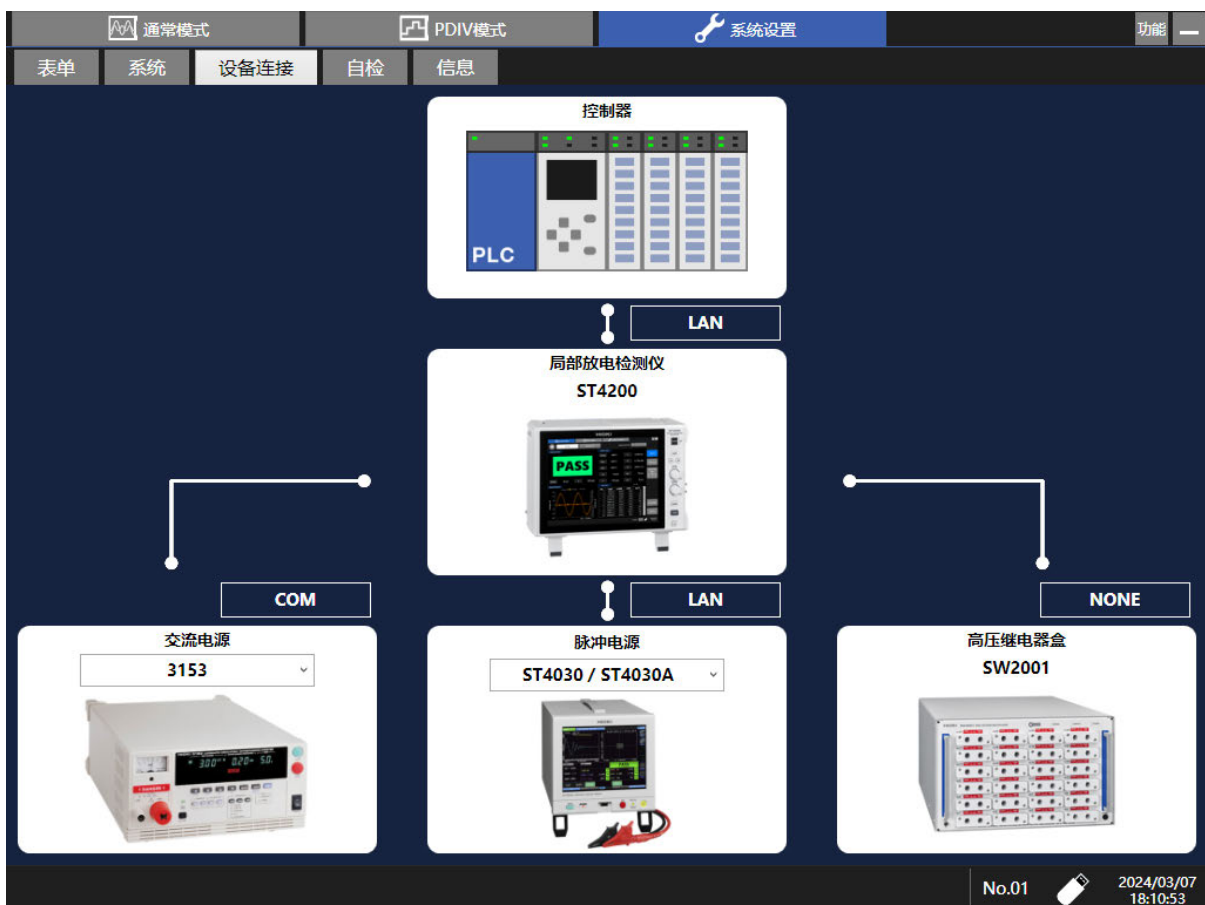 通常模式
PDIV模式
系统设置
功能
表单
系统
设备连接
自检
信息
控制器
PLC
LAN
局部放电检测仪
ST4200
PASS
COM
LAN
NONE
交流电源
3153
脉冲电源
ST4030 / ST4030A
高压继电器盒
SW2001
No.01
2024/03/07
18:10:53